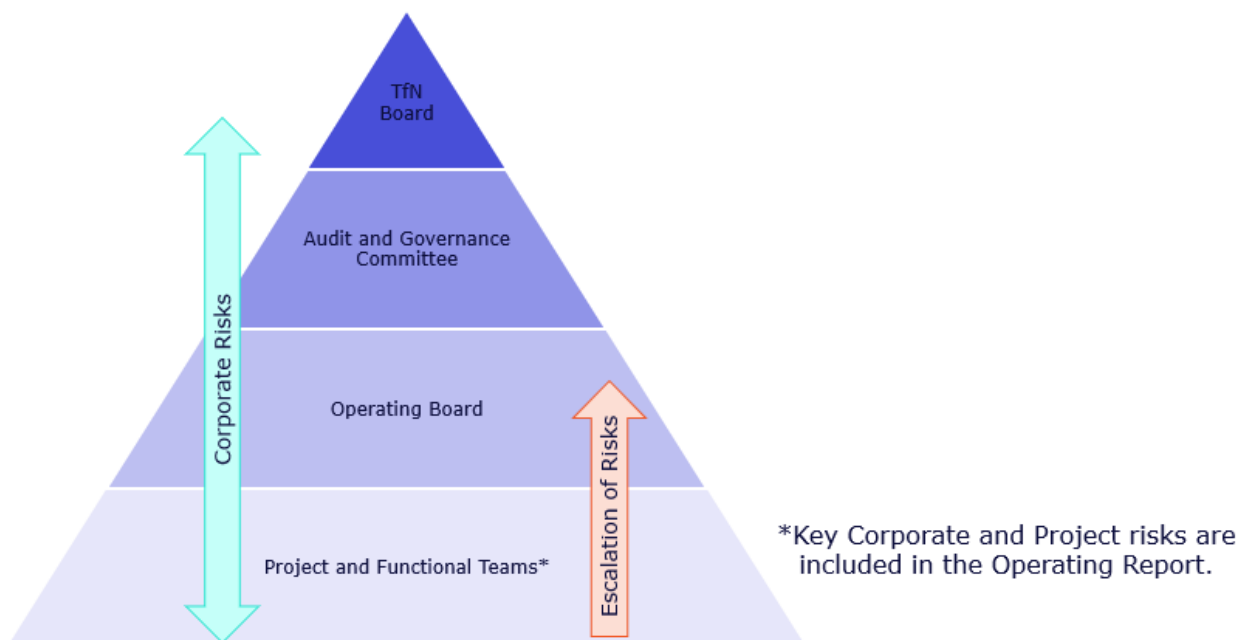 TfN
Board
Audit and Governance
Committee
Corporate Risks
Operating Board
Escalation of Risks
Project and Functional Teams*
*Key Corporate and Project risks are
included in the Operating Report.